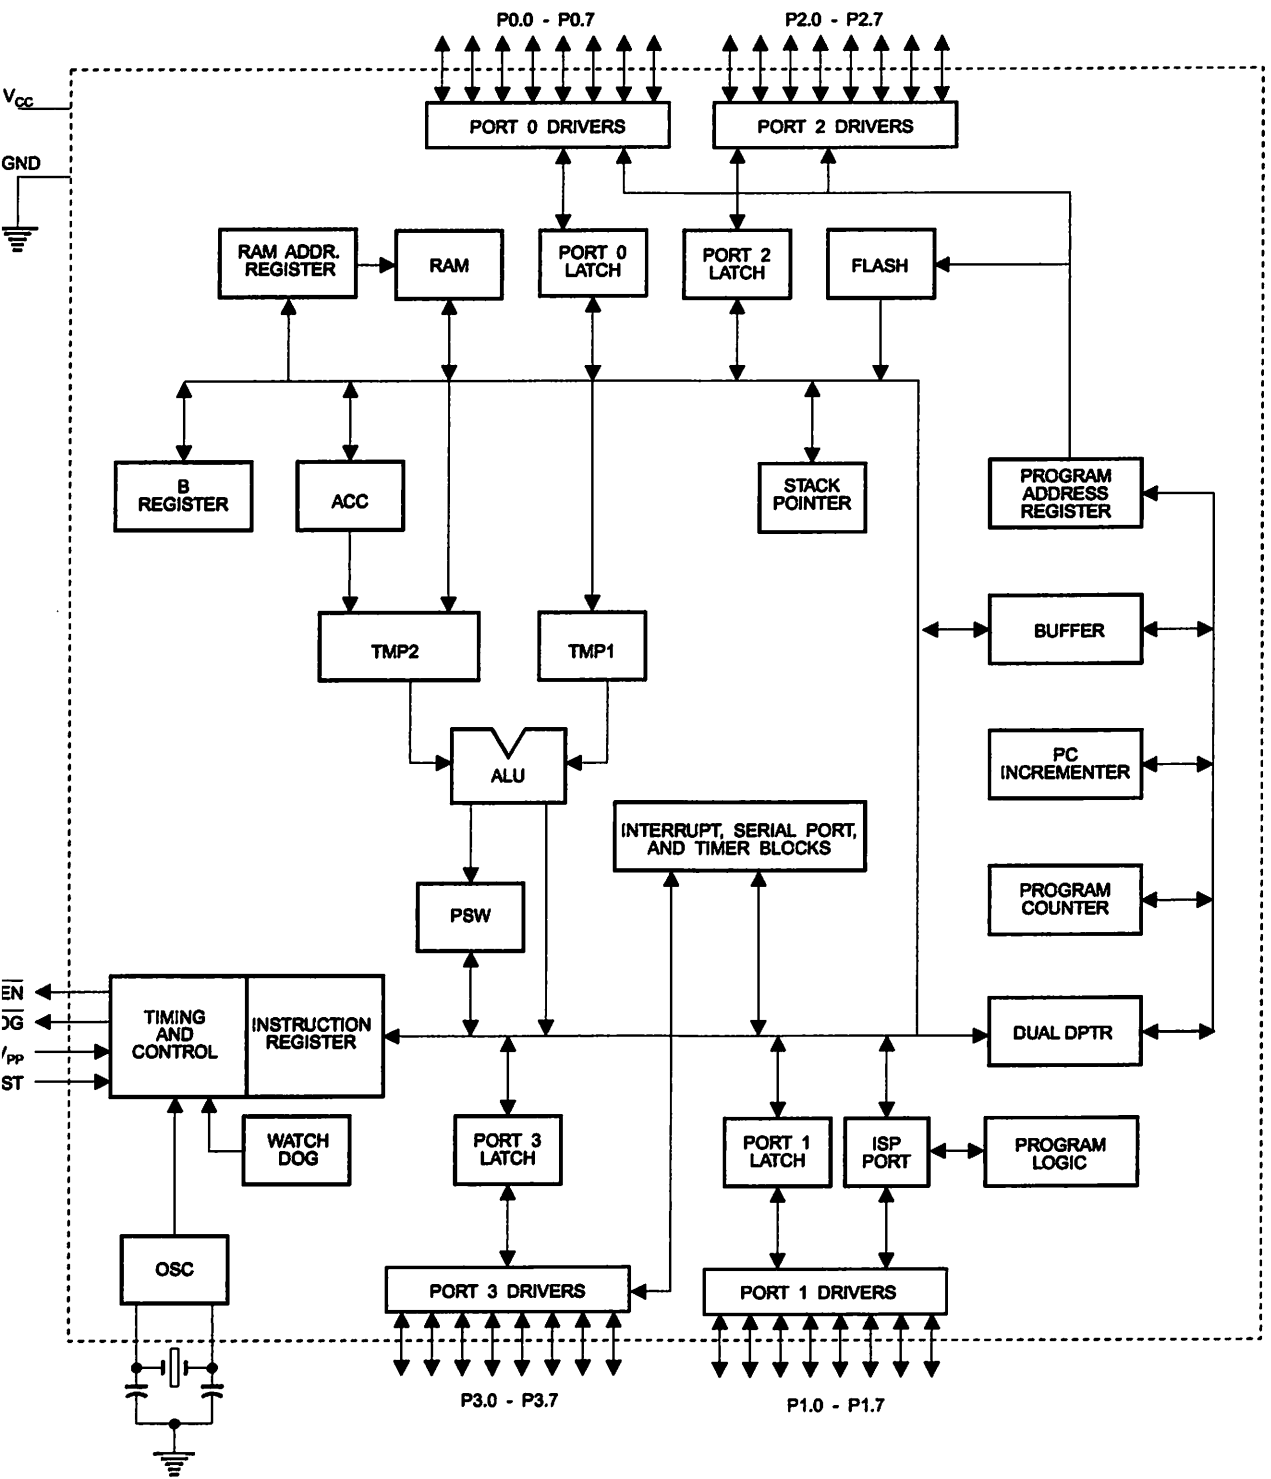 P0.0 - P0.7
P2.0 - P2.7
VCC
GND
PORT 0 DRIVERS
PORT 2 DRIVERS
RAM ADDR.
REGISTER
RAM
PORT 0
LATCH
PORT 2
LATCH
FLASH
B
REGISTER
ACC
STACK
POINTER
PROGRAM
ADDRESS
REGISTER
BUFFER
TMP2
TMP1
ALU
PC
INCREMENTER
INTERRUPT, SERIAL PORT,
AND TIMER BLOCKS
PROGRAM
COUNTER
PSW
EN
OG
VPP
ST
TIMING
AND
CONTROL
INSTRUCTION
REGISTER
DUAL DPTR
WATCH
DOG
PORT 3
LATCH
PORT 1
LATCH
ISP
PORT
PROGRAM
LOGIC
OSC
PORT 3 DRIVERS
PORT 1 DRIVERS
P3.0 - P3.7
P1.0 - P1.7